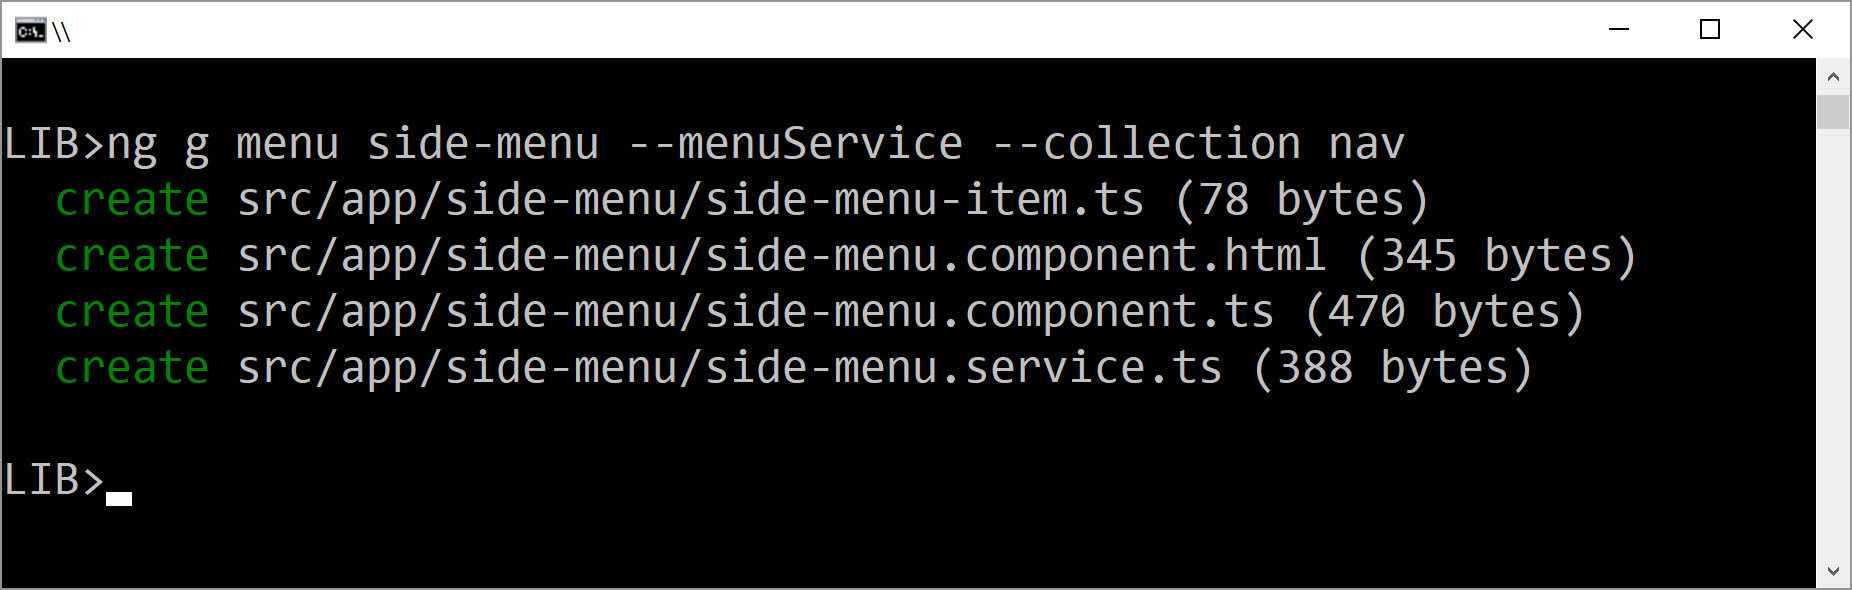 C:\. \\
LIB>ng g menu side-menu --menuService --collection nav
create src/app/side-menu/side-menu-item.ts (78 bytes)
create src/app/side-menu/side-menu.component.html (345 bytes)
create src/app/side-menu/side-menu.component.ts (470 bytes)
create src/app/side-menu/side-menu.service.ts (388 bytes)
LIB>